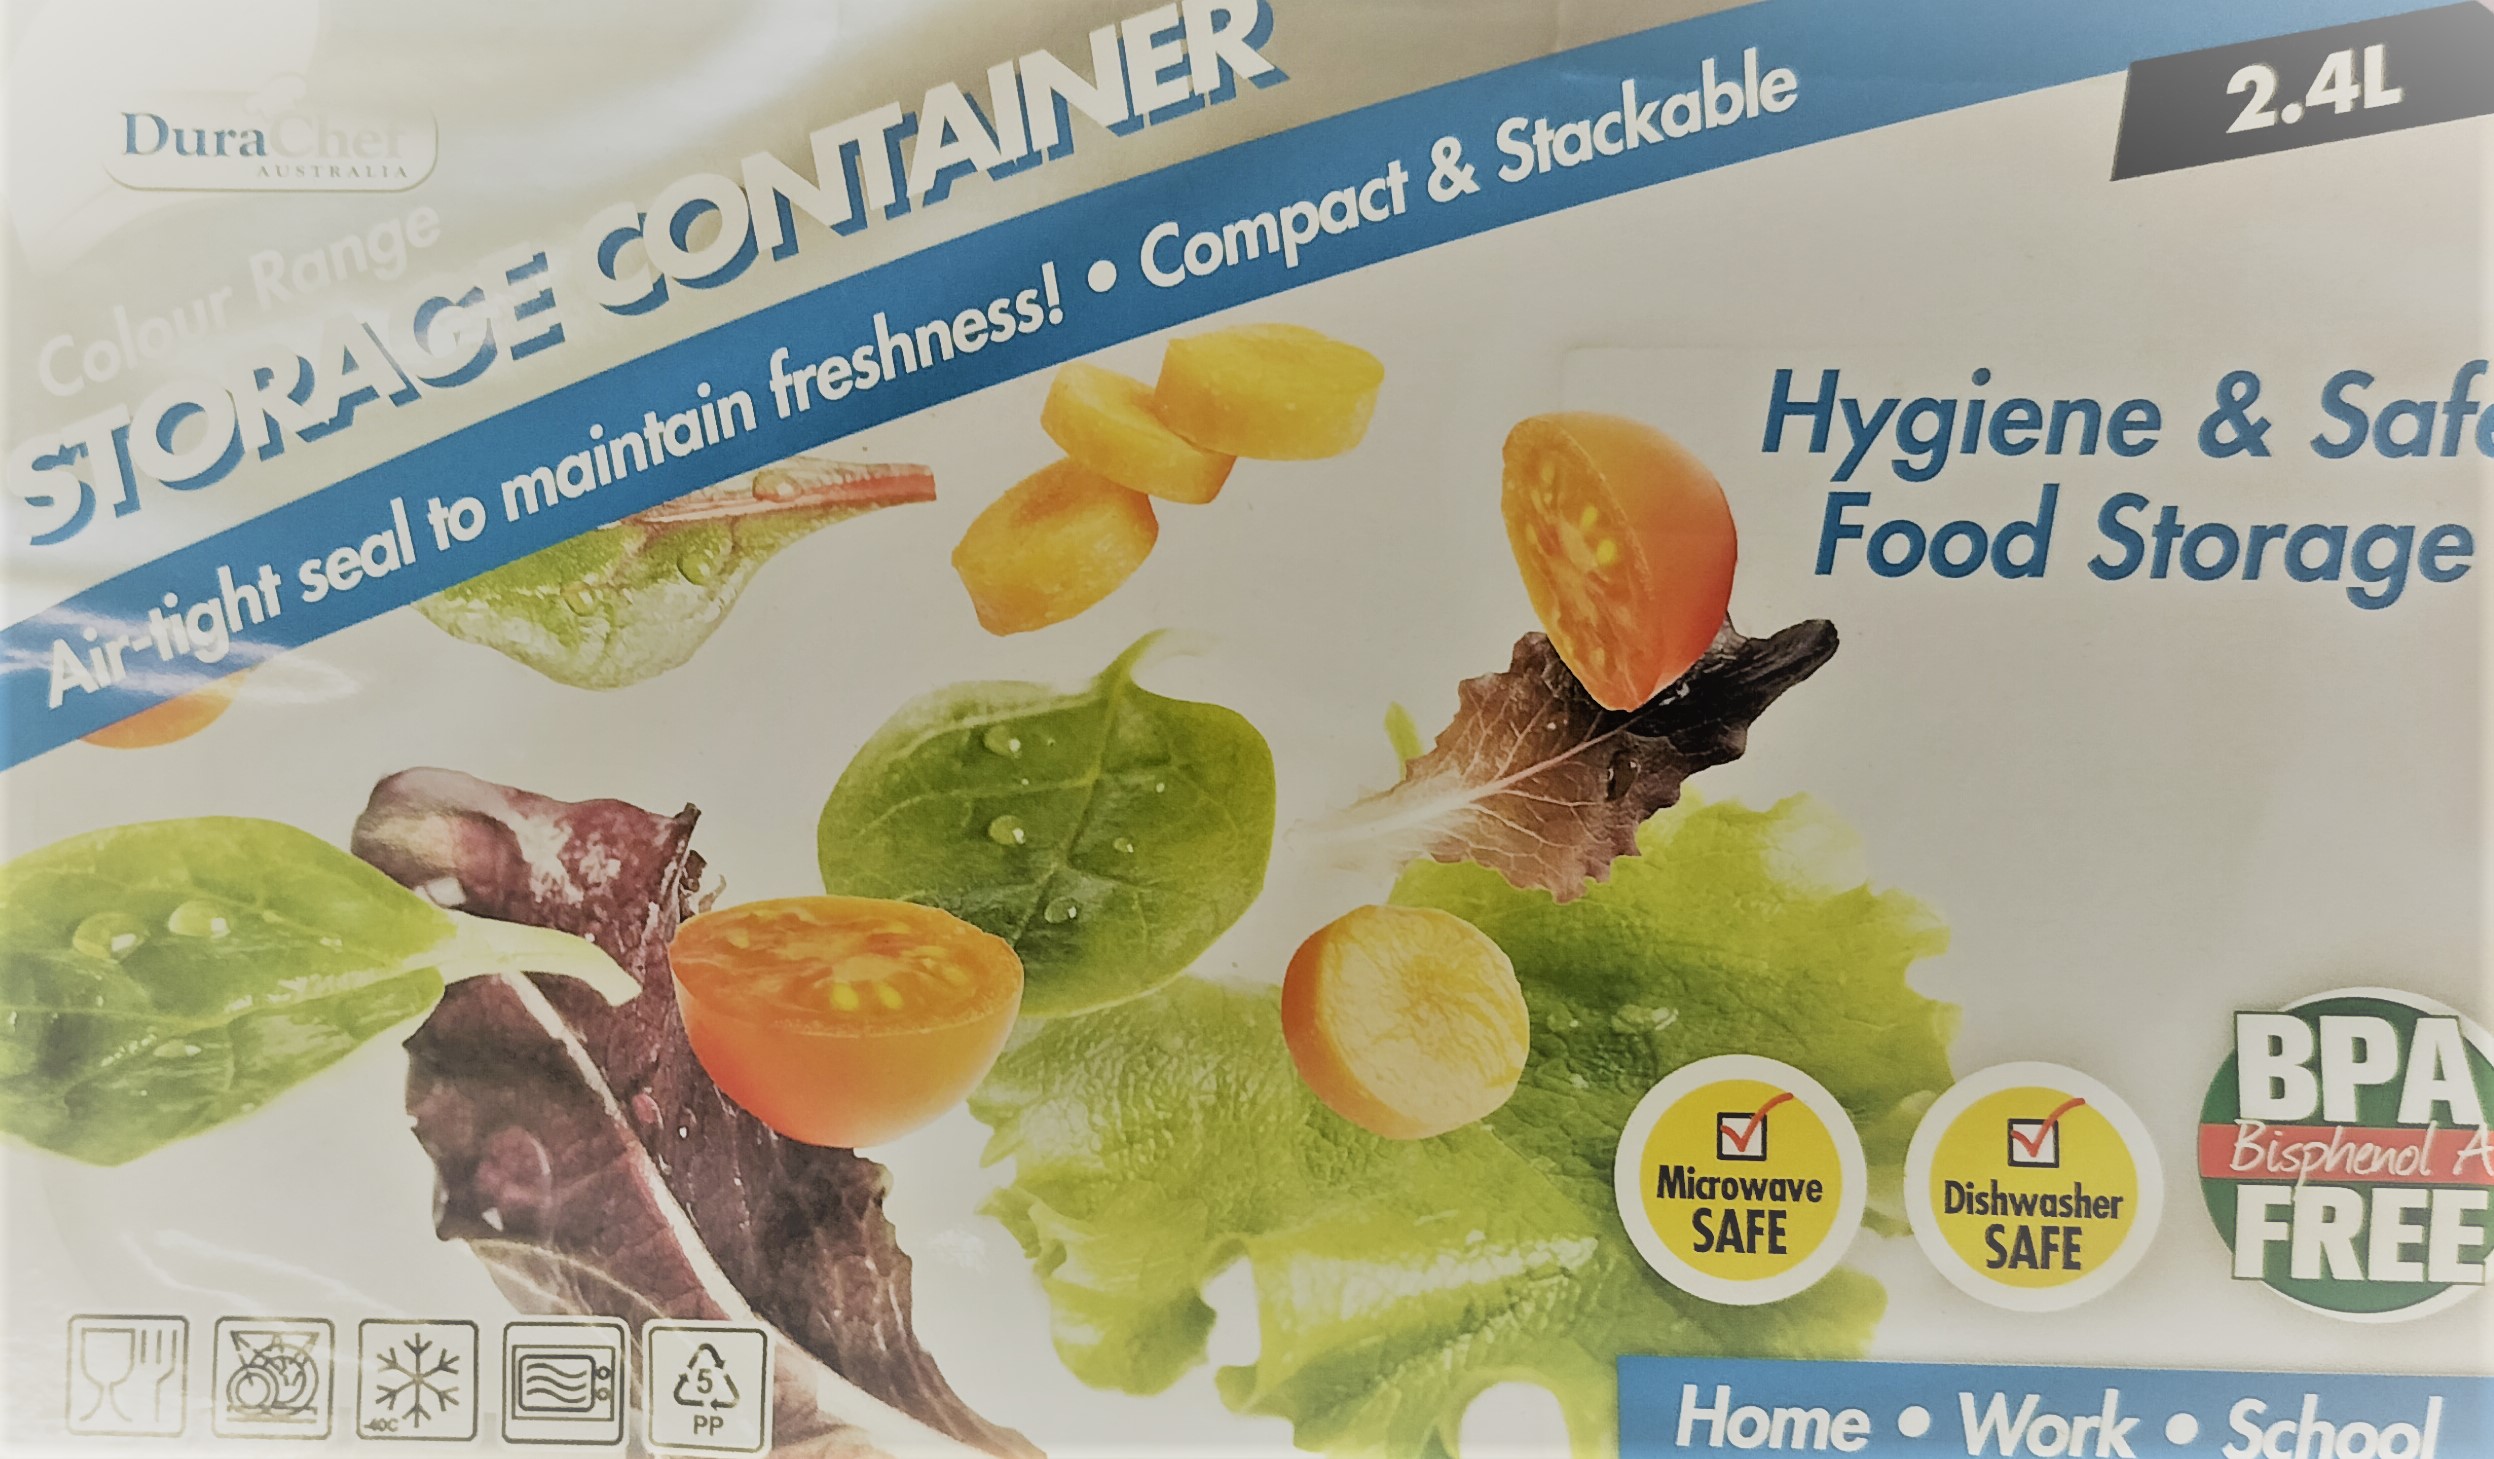 DuraChef
AUSTRALIA
Colour Range
STORAGE CONTAINER
Air-tight seal to maintain freshness! • Compact & Stackable
2.4L
Hygiene & Safe
Food Storage
Microwave
SAFE
Dishwasher
SAFE
BPA
Bisphenol A
FREE
-40C
5
PP
Home • Work • School